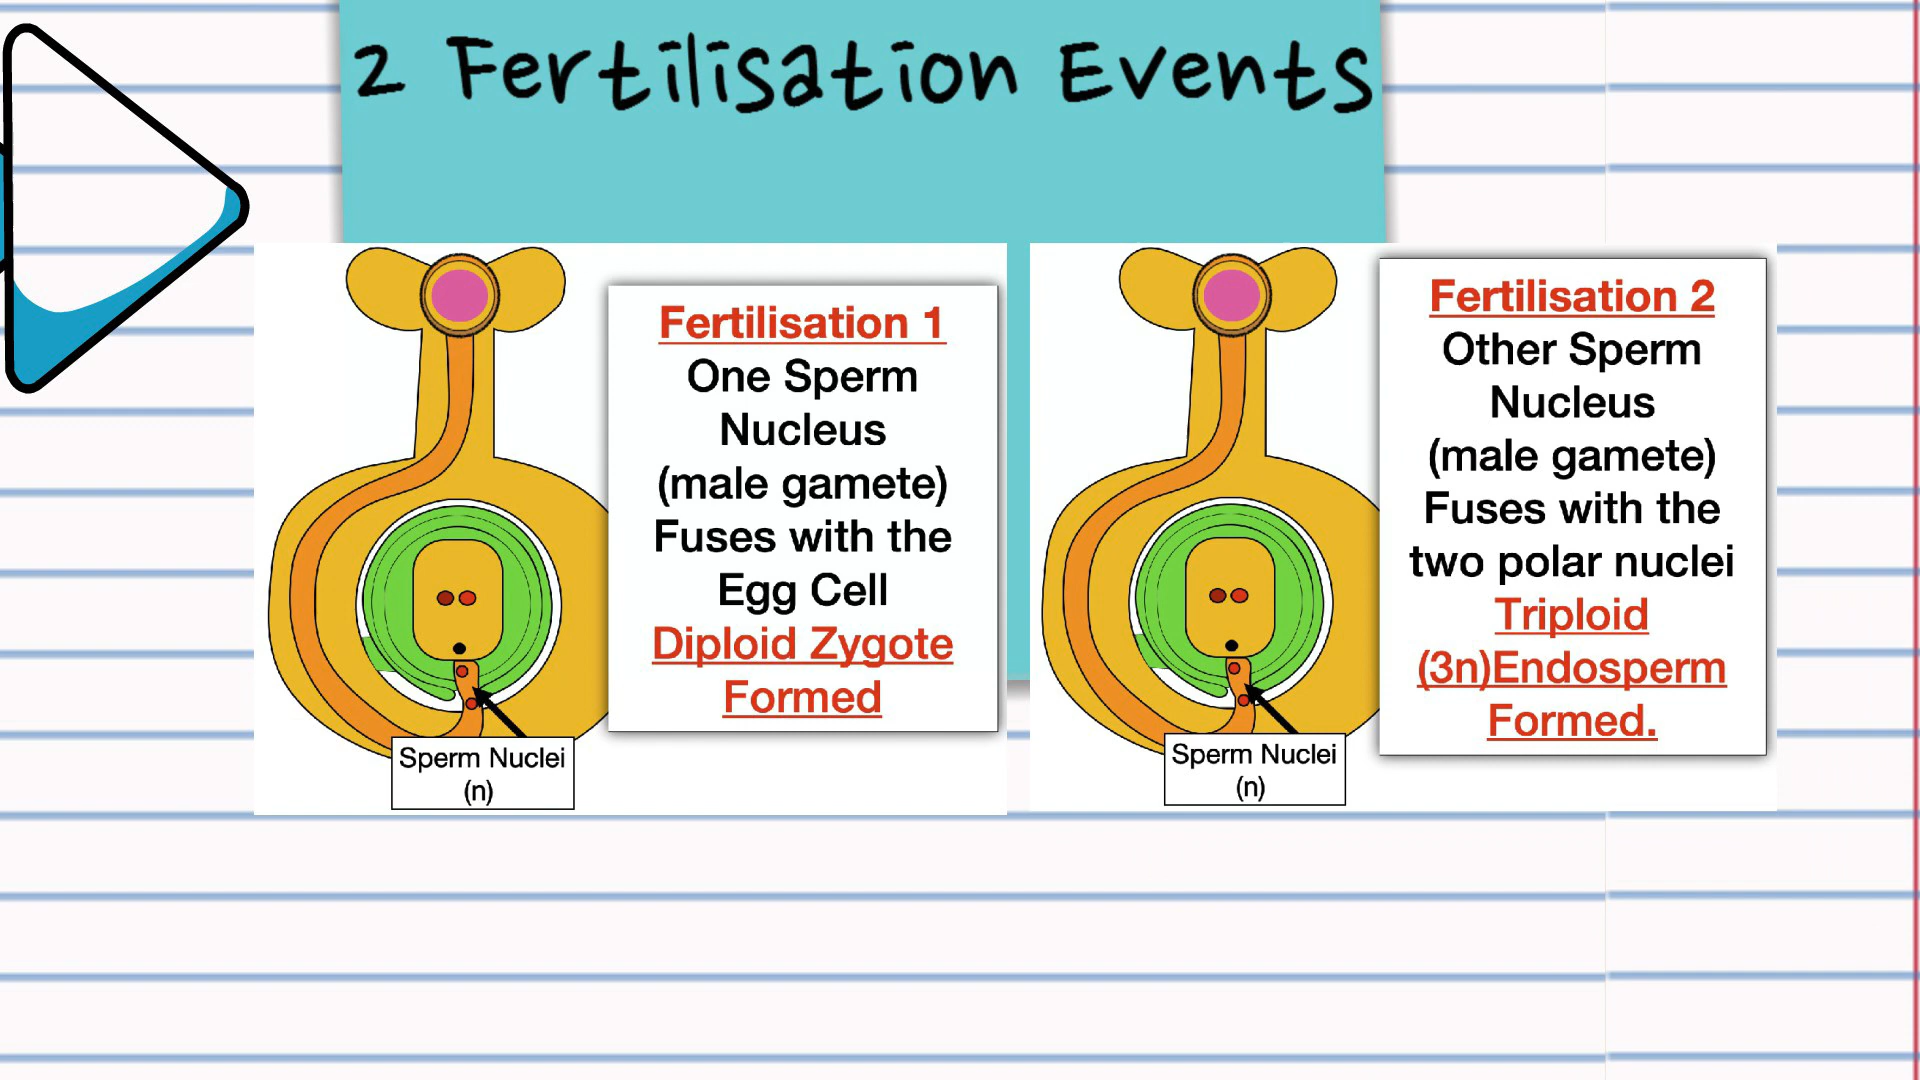 2 Fertilisation Events
Fertilisation 1
One Sperm
Nucleus
(male gamete)
Fuses with the
Egg Cell
Diploid Zygote
Formed
Sperm Nuclei
(n)
Fertilisation 2
Other Sperm
Nucleus
(male gamete)
Fuses with the
two polar nuclei
Triploid
(3n)Endosperm
Formed.
Sperm Nuclei
(n)